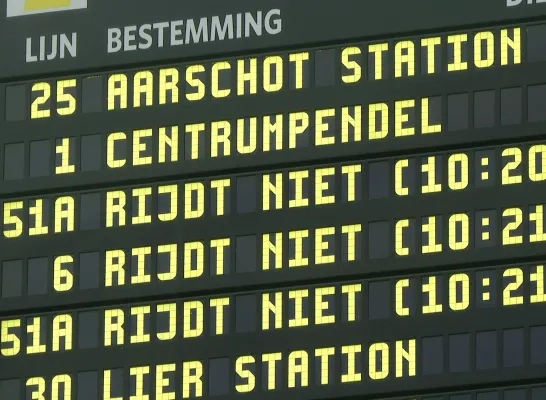 LIJN BESTEMMING
25 AARSCHOT STATION
1 CENTRUMPENDEL
51A RIJDT NIET (10:20
6 RIJDT NIET (10:21
51A RIJDT NIET (10:21
30 LIER STATION